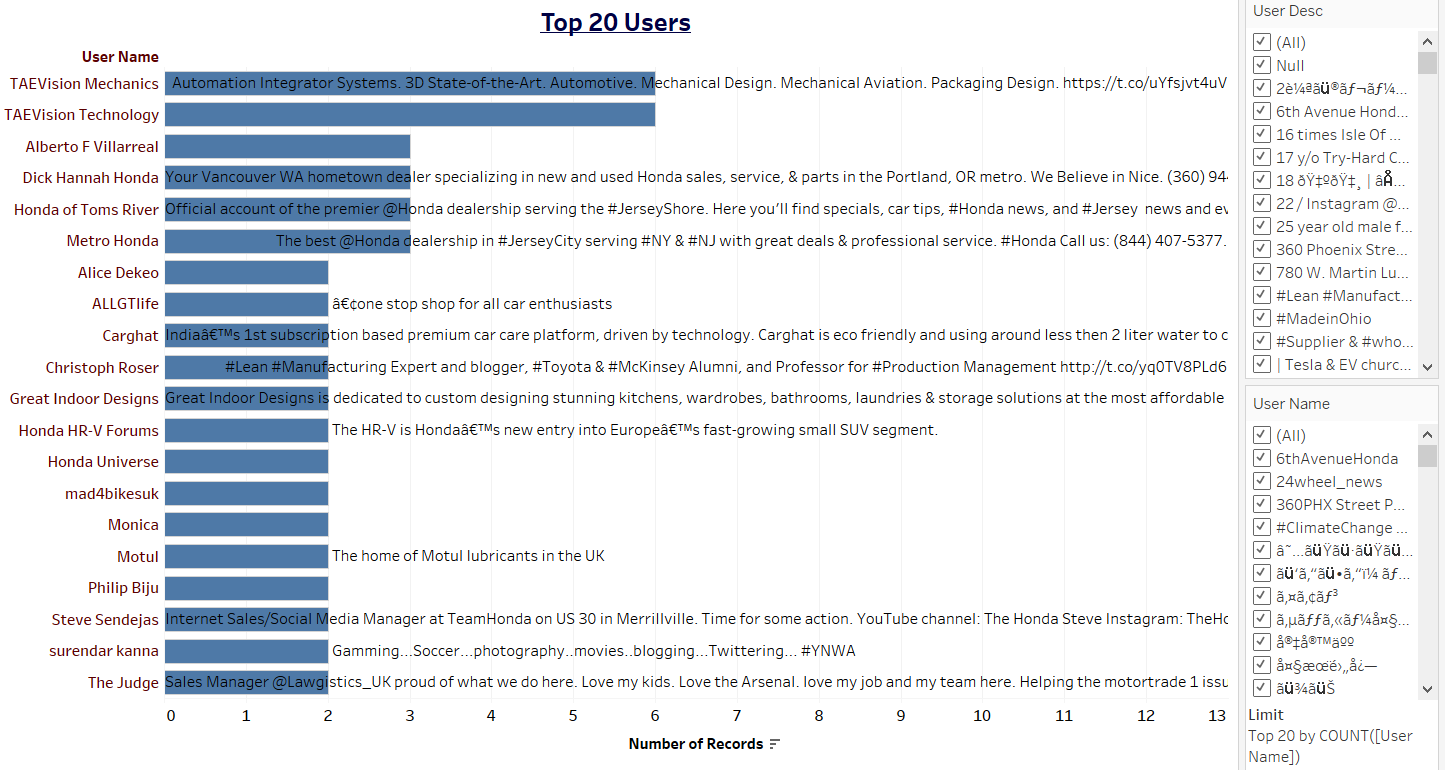 Top 20 Users
User Name
TAEVision Mechanics Automation Integrator Systems. 3D State-of-the-Art. Automotive. Mechanical Design. Mechanical Aviation. Packaging Design. https://t.co/uYfsjvt4uV
TAEVision Technology
Alberto F Villarreal
Dick Hannah Honda Your Vancouver WA hometown dealer specializing in new and used Honda sales, service, & parts in the Portland, OR metro. We Believe in Nice. (360) 94
Honda of Toms River Official account of the premier @Honda dealership serving the #JerseyShore. Here you’ll find specials, car tips, #Honda news, and #Jersey news and ev
Metro Honda The best @Honda dealership in #JerseyCity serving #NY & #NJ with great deals & professional service. #Honda Call us: (844) 407-5377.
Alice Dekeo
ALLGTlife â€¢one stop shop for all car enthusiasts
Carghat Indiaâ€™s 1st subscription based premium car care platform, driven by technology. Carghat is eco friendly and using around less then 2 liter water to c
Christoph Roser #Lean #Manufacturing Expert and blogger, #Toyota & #McKinsey Alumni, and Professor for #Production Management http://t.co/yq0TV8PLd6
Great Indoor Designs Great Indoor Designs is dedicated to custom designing stunning kitchens, wardrobes, bathrooms, laundries & storage solutions at the most affordable
Honda HR-V Forums The HR-V is Hondaâ€™s new entry into Europeâ€™s fast-growing small SUV segment.
Honda Universe
mad4bikesuk
Monica
Motul The home of Motul lubricants in the UK
Philip Biju
Steve Sendejas Internet Sales/Social Media Manager at TeamHonda on US 30 in Merrillville. Time for some action. YouTube channel: The Honda Steve Instagram: TheHo
surendar kanna Gamming...Soccer...photography..movies..blogging...Twittering... #YNWA
The Judge Sales Manager @Lawgistics_UK proud of what we do here. Love my kids. Love the Arsenal. love my job and my team here. Helping the motortrade 1 issu
0 1 2 3 4 5 6 7 8 9 10 11 12 13
Number of Records
User Desc
(All)
Null
6th Avenue Hond...
16 times Isle Of ...
17 y/o Try-Hard C...
18
22 / Instagram @...
25 year old male f...
360 Phoenix Stre...
780 W. Martin Lu...
#Lean #Manufact...
#MadeinOhio
#Supplier & #who...
| Tesla & EV churc...
User Name
(All)
6thAvenueHonda
24wheel_news
360PHX Street P...
#ClimateChange ...
Limit
Top 20 by COUNT([User
Name])